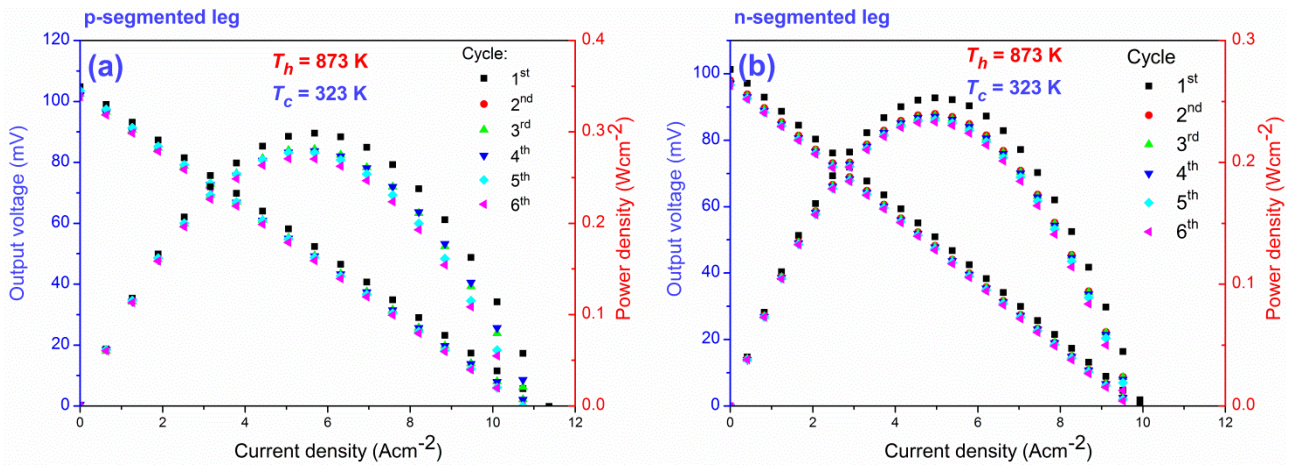 p-segmented leg
(a)
T_h = 873 K
T_c = 323 K
Cycle:
1st
2nd
3rd
4th
5th
6th
120
100
80
60
40
20
0
Output voltage (mV)
0.4
0.3
0.2
0.1
0.0
Power density (Wcm-2)
0 2 4 6 8 10 12
Current density (Acm-2)
n-segmented leg
(b)
T_h = 873 K
T_c = 323 K
Cycle
1st
2nd
3rd
4th
5th
6th
100
80
60
40
20
0
Output voltage (mV)
0.3
0.2
0.1
0.0
Power density (Wcm-2)
0 2 4 6 8 10 12
Current density (Acm-2)